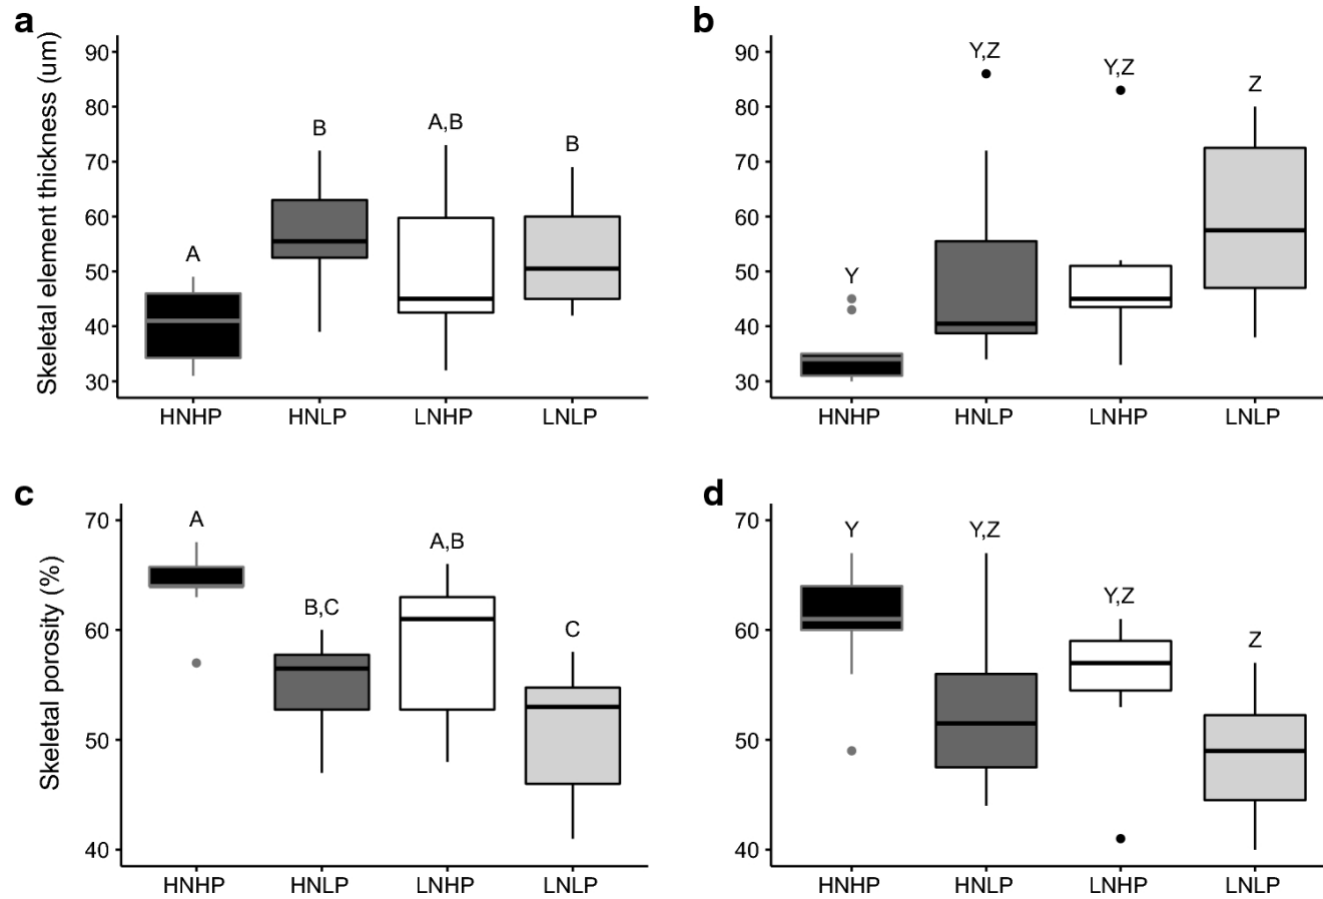 a
Skeletal element thickness (um)
90
80
70
60
50
40
30
A
B
A,B
B
HNHP HNLP LNHP LNLP
b
90
80
70
60
50
40
30
Y
Y,Z
Y,Z
Z
HNHP HNLP LNHP LNLP
c
Skeletal porosity (%)
70
60
50
40
A
B,C
A,B
C
HNHP HNLP LNHP LNLP
d
70
60
50
40
Y
Y,Z
Y,Z
Z
HNHP HNLP LNHP LNLP